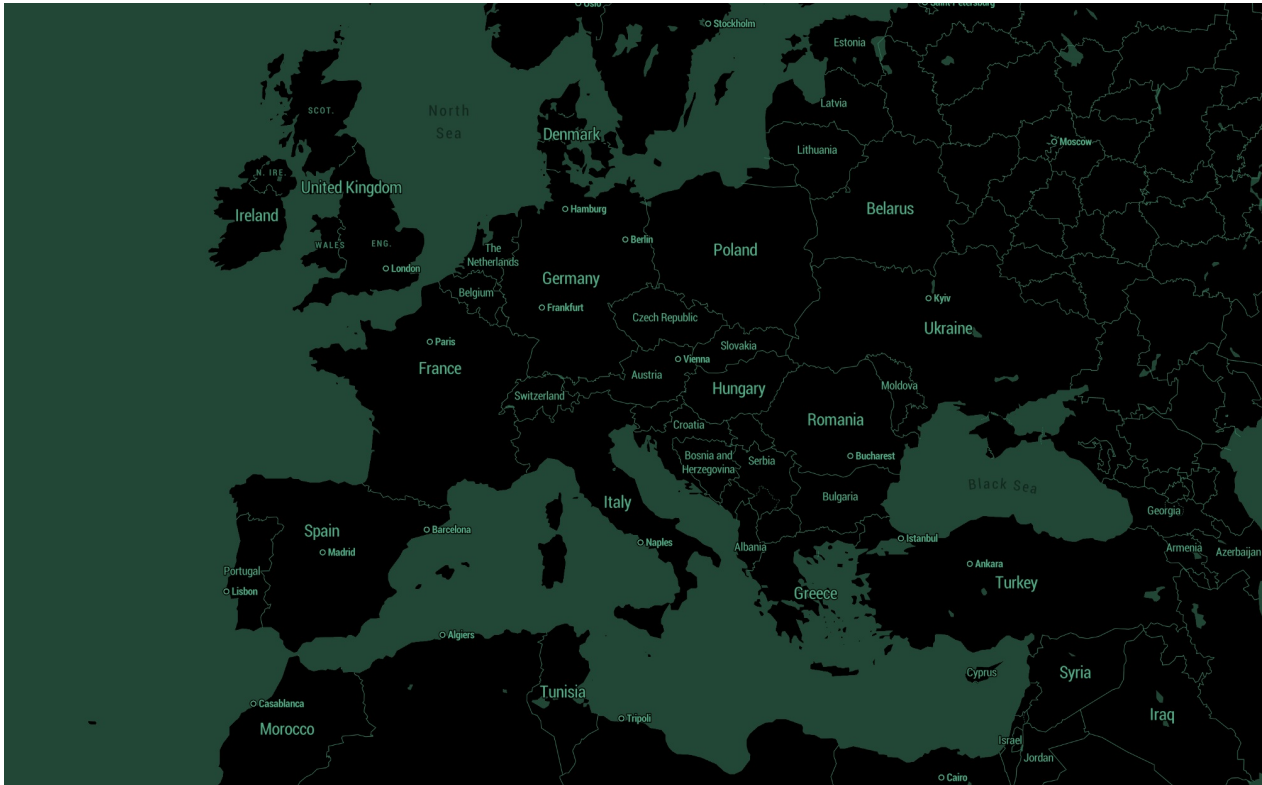 Oslo
Saint Petersburg
Stockholm
Estonia
North
Sea
SCOT.
Latvia
Denmark
Moscow
Lithuania
N. IRE.
United Kingdom
Ireland
Hamburg
Belarus
WALES
ENG.
Berlin
The
Netherlands
Poland
London
Germany
Belgium
Kyiv
Frankfurt
Czech Republic
Ukraine
Paris
Slovakia
Vienna
France
Austria
Switzerland
Hungary
Moldova
Romania
Croatia
Bosnia and
Herzegovina
Serbia
Bucharest
Black Sea
Bulgaria
Italy
Georgia
Spain
Barcelona
Istanbul
Naples
Albania
Armenia
Azerbaijan
Madrid
Ankara
Portugal
Turkey
Lisbon
Greece
Algiers
Cyprus
Syria
Tunisia
Casablanca
Iraq
Tripoli
Morocco
Israel
Jordan
Cairo